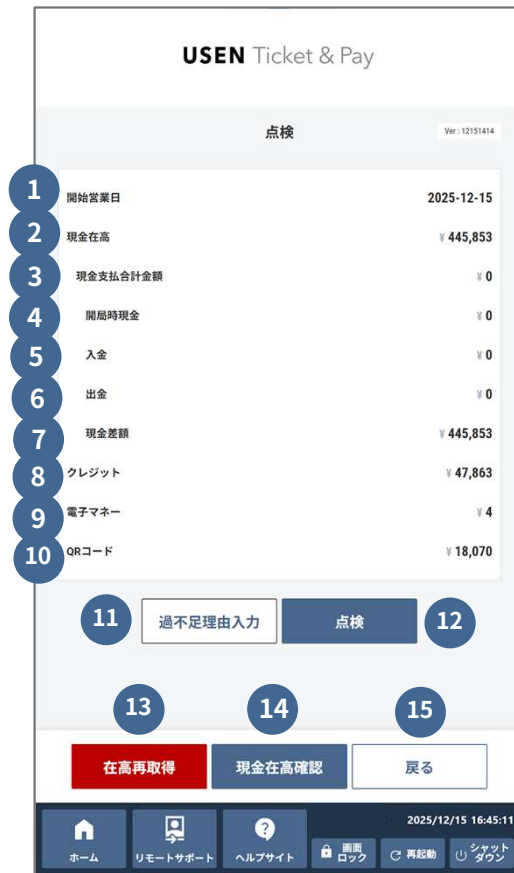 USEN Ticket & Pay
点検
Ver : 12151414
1 開始営業日 2025-12-15
2 現金在高 ¥ 445,853
3 現金支払合計金額 ¥ 0
4 開局時現金 ¥ 0
5 入金 ¥ 0
6 出金 ¥ 0
7 現金差額 ¥ 445,853
8 クレジット ¥ 47,863
9 電子マネー ¥ 4
10 QRコード ¥ 18,070
11 過不足理由入力 点検 12
13 14 15
在高再取得 現金在高確認 戻る
2025/12/15 16:45:11
ホーム リモートサポート ヘルプサイト 画面ロック 再起動 シャットダウン